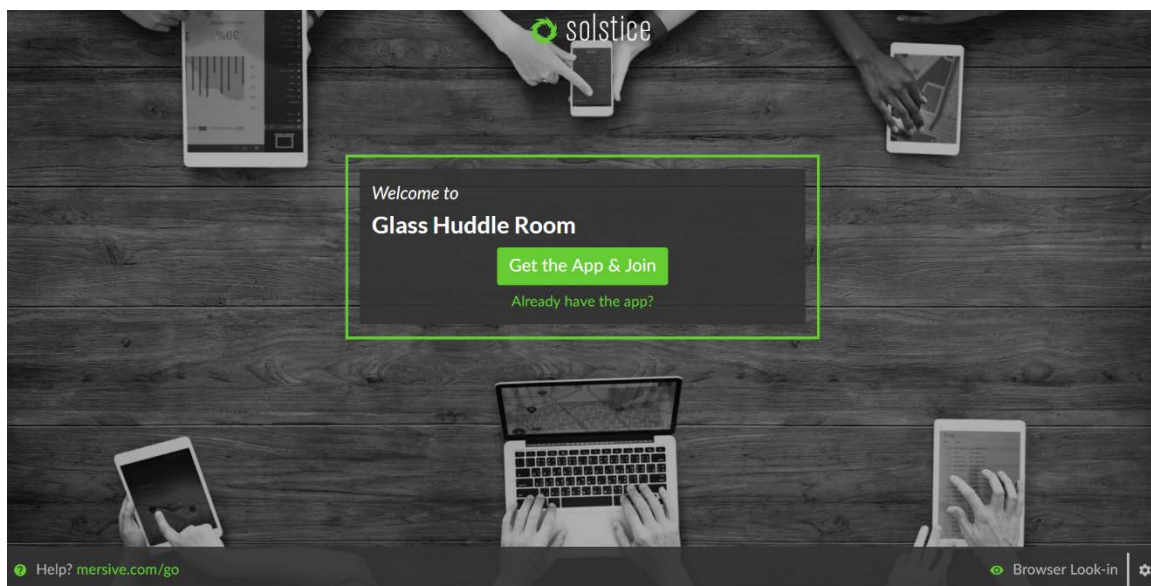 solstice
Welcome to
Glass Huddle Room
Get the App & Join
Already have the app?
Help? mersive.com/go
Browser Look-in